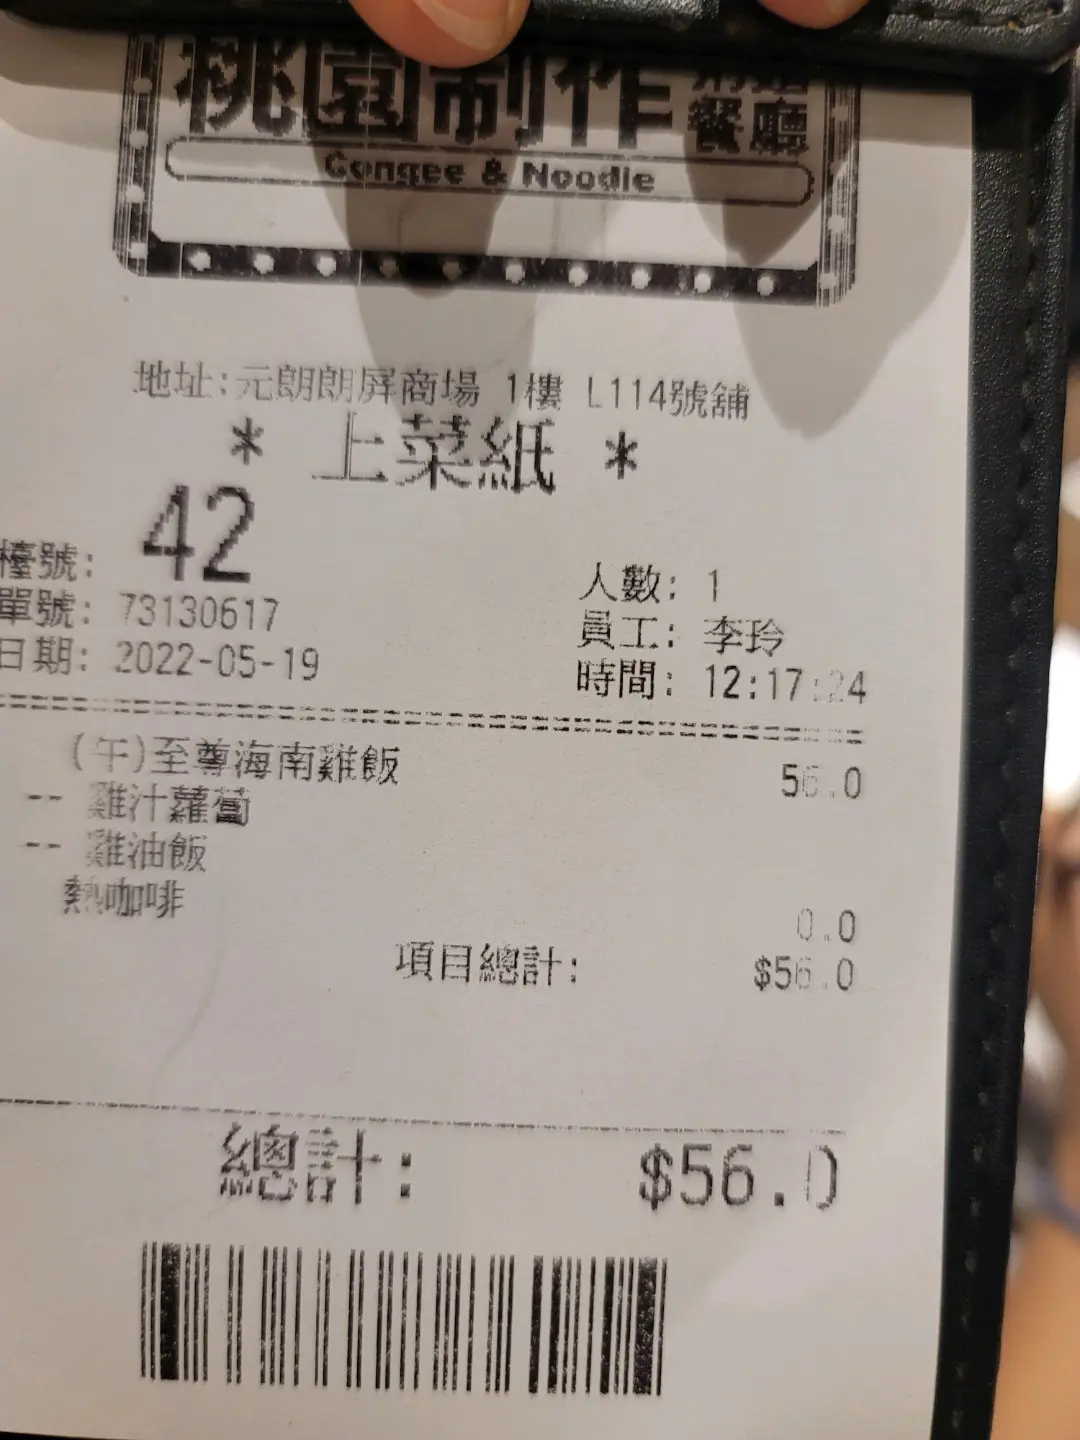 桃園制作
餐廳
Congee & Noodle
地址:元朗朗屏商場 1樓 L114號舖
* 上菜紙 *
檯號: 42
人數: 1
單號: 73130617
員工: 李玲
日期: 2022-05-19
時間: 12:17:24
(午)至尊海南雞飯 56.0
-- 雞汁蘿蔔
-- 雞油飯
熱咖啡 0.0
項目總計: $56.0
總計: $56.0